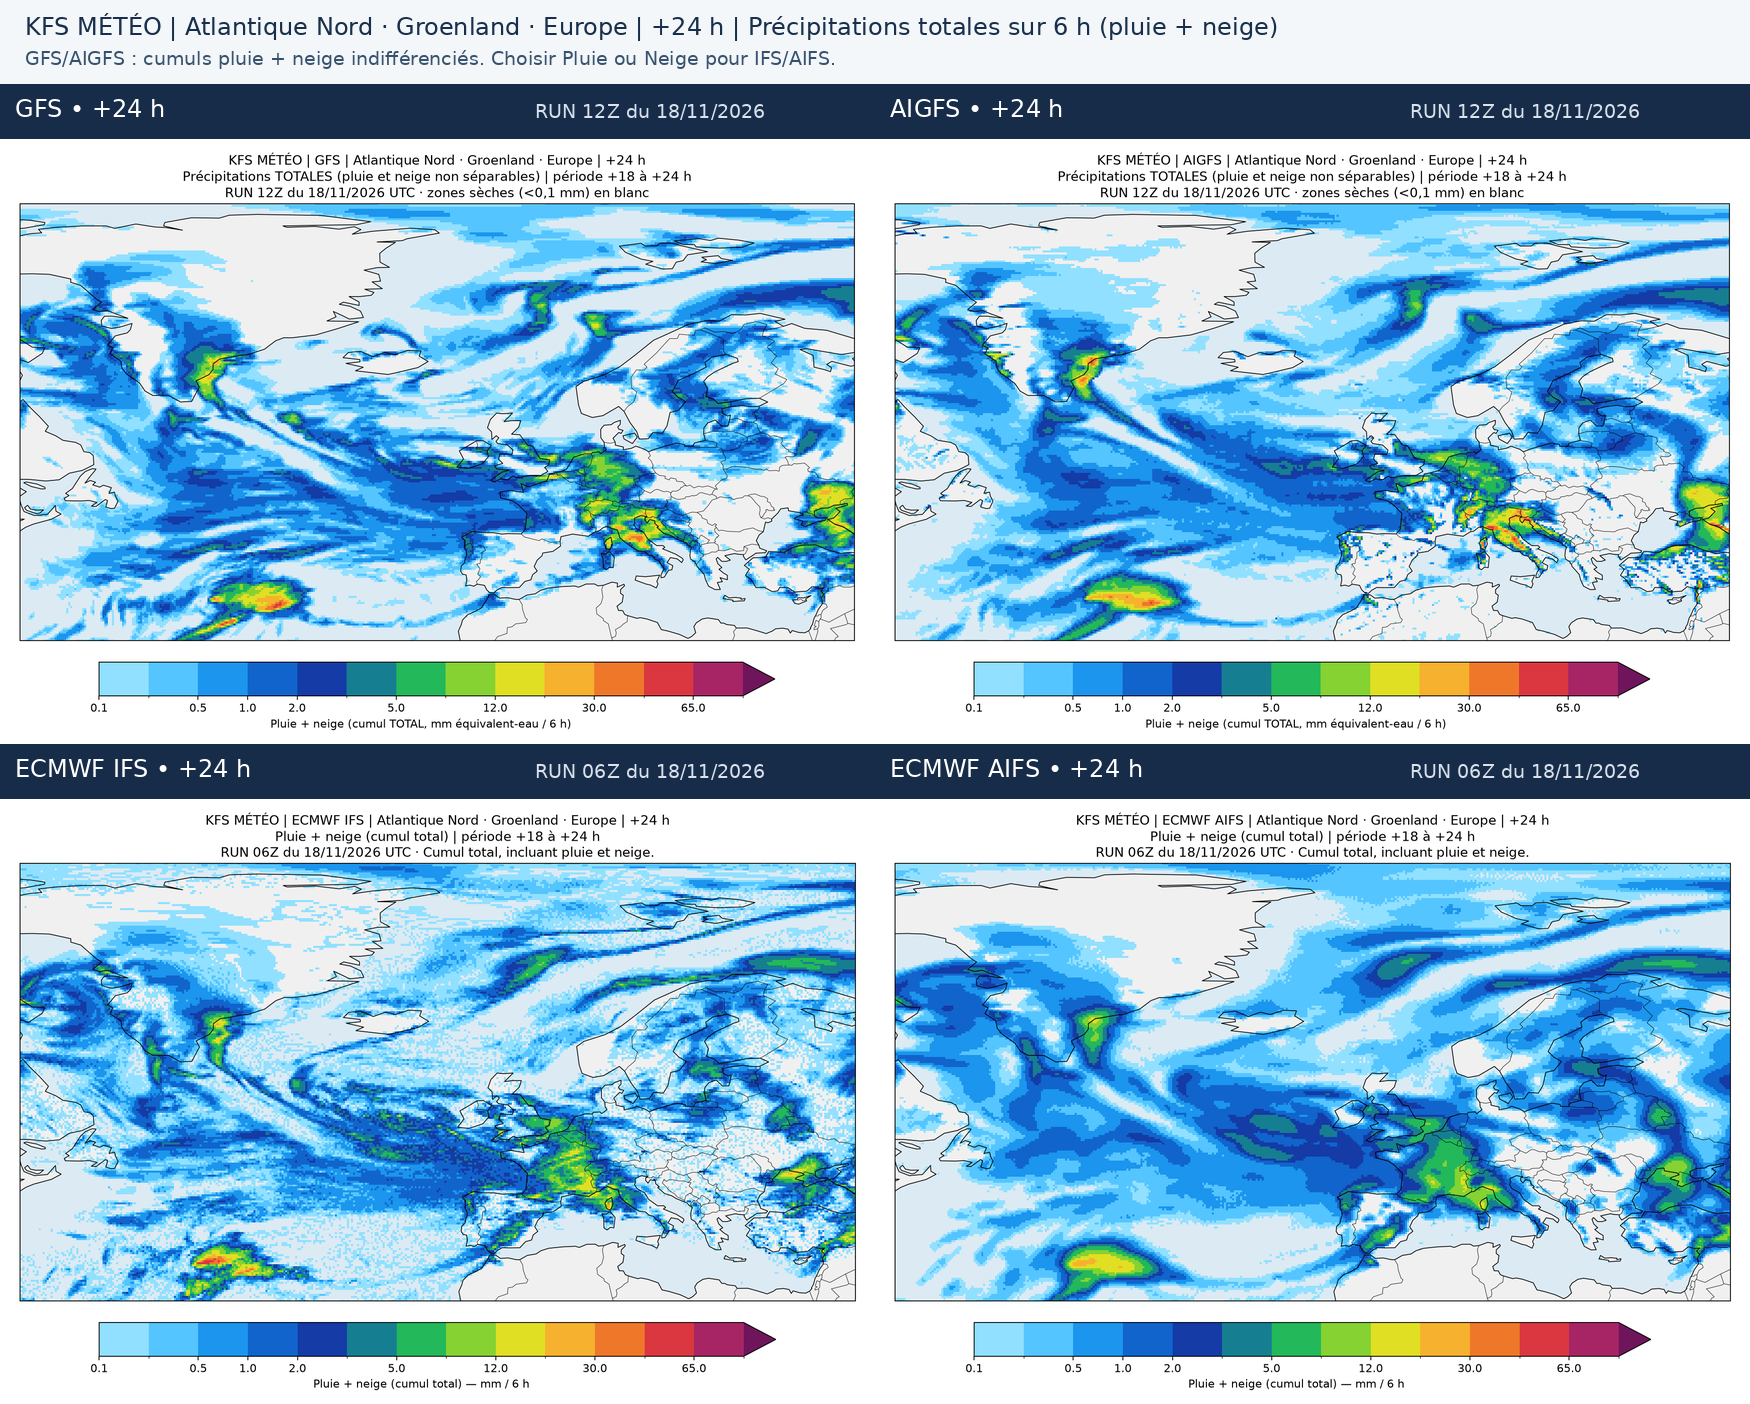 KFS MÉTÉO | Atlantique Nord · Groenland · Europe | +24 h | Précipitations totales sur 6 h (pluie + neige)
GFS/AIGFS : cumuls pluie + neige indifférenciés. Choisir Pluie ou Neige pour IFS/AIFS.
GFS • +24 h
RUN 12Z du 18/11/2026
AIGFS • +24 h
RUN 12Z du 18/11/2026
KFS MÉTÉO | GFS | Atlantique Nord · Groenland · Europe | +24 h
Précipitations TOTALES (pluie et neige non séparables) | période +18 à +24 h
RUN 12Z du 18/11/2026 UTC · zones sèches (<0,1 mm) en blanc
KFS MÉTÉO | AIGFS | Atlantique Nord · Groenland · Europe | +24 h
Précipitations TOTALES (pluie et neige non séparables) | période +18 à +24 h
RUN 12Z du 18/11/2026 UTC · zones sèches (<0,1 mm) en blanc
0.1 0.5 1.0 2.0 5.0 12.0 30.0 65.0
Pluie + neige (cumul TOTAL, mm équivalent-eau / 6 h)
0.1 0.5 1.0 2.0 5.0 12.0 30.0 65.0
Pluie + neige (cumul TOTAL, mm équivalent-eau / 6 h)
ECMWF IFS • +24 h
RUN 06Z du 18/11/2026
ECMWF AIFS • +24 h
RUN 06Z du 18/11/2026
KFS MÉTÉO | ECMWF IFS | Atlantique Nord · Groenland · Europe | +24 h
Pluie + neige (cumul total) | période +18 à +24 h
RUN 06Z du 18/11/2026 UTC · Cumul total, incluant pluie et neige.
KFS MÉTÉO | ECMWF AIFS | Atlantique Nord · Groenland · Europe | +24 h
Pluie + neige (cumul total) | période +18 à +24 h
RUN 06Z du 18/11/2026 UTC · Cumul total, incluant pluie et neige.
0.1 0.5 1.0 2.0 5.0 12.0 30.0 65.0
Pluie + neige (cumul total) — mm / 6 h
0.1 0.5 1.0 2.0 5.0 12.0 30.0 65.0
Pluie + neige (cumul total) — mm / 6 h